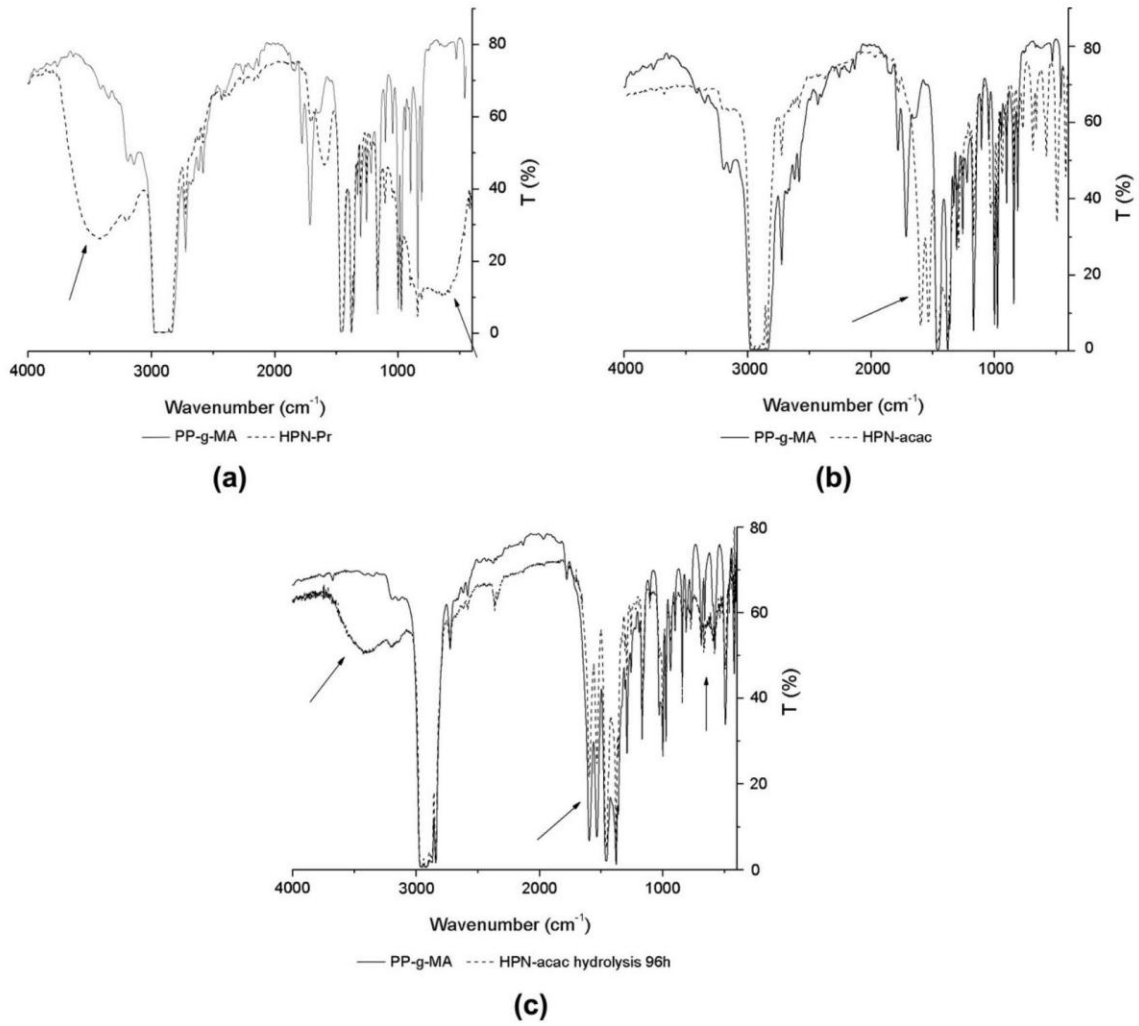 80
60
40
20
0
T (%)
4000 3000 2000 1000
Wavenumber (cm⁻¹)
PP-g-MA HPN-Pr
(a)
80
60
40
20
0
T (%)
4000 3000 2000 1000
Wavenumber (cm⁻¹)
PP-g-MA HPN-acac
(b)
80
60
40
20
0
T (%)
4000 3000 2000 1000
Wavenumber (cm⁻¹)
PP-g-MA HPN-acac hydrolysis 96h
(c)